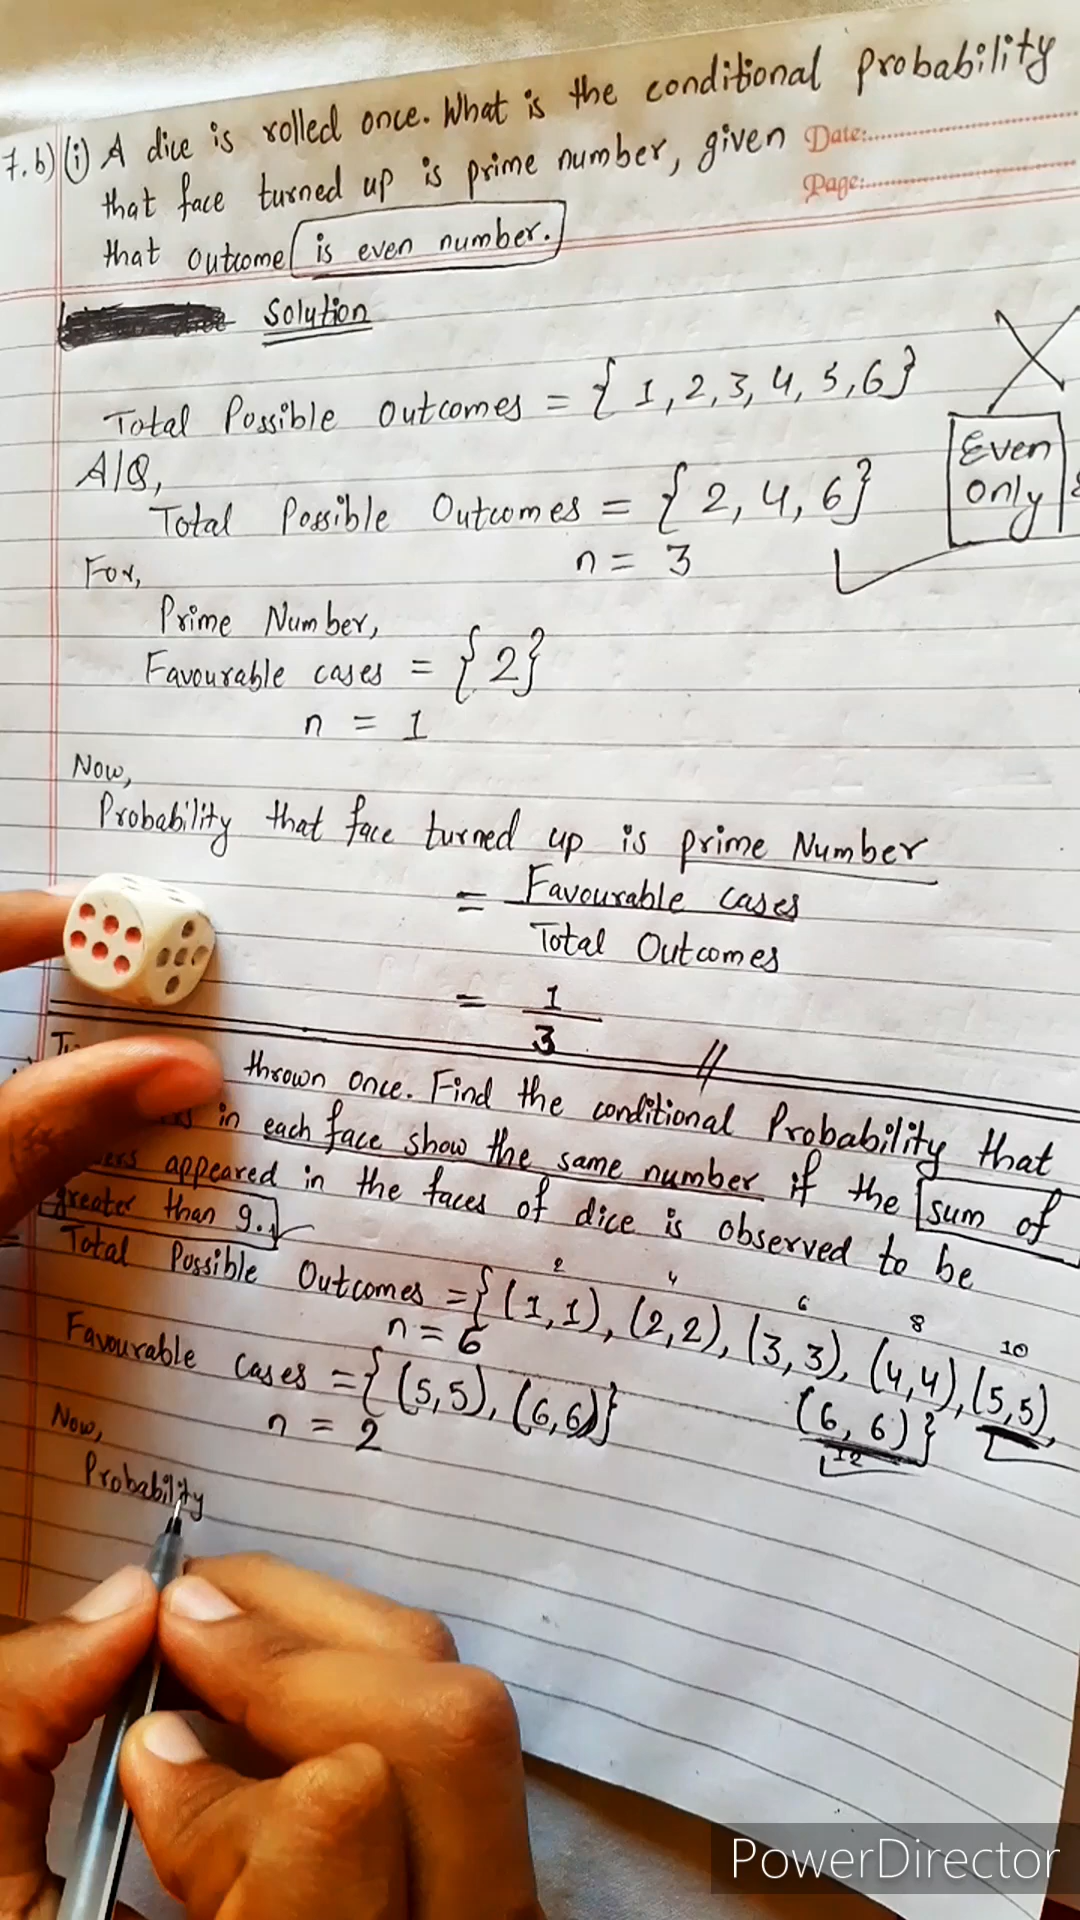 7.b) (i) A dice is rolled once. What is the conditional probability
that face turned up is prime number, given
Date:
Page:
that outcome is even number.
Solution
Total Possible Outcomes = { 1, 2, 3, 4, 5, 6 }
A/Q,
Even
only
Total Possible Outcomes = { 2, 4, 6 }
n = 3
For,
Prime Number,
Favourable cases = { 2 }
n = 1
Now,
Probability that face turned up is prime Number
= Favourable cases
Total Outcomes
= 1
3
thrown once. Find the conditional Probability that
in each face show the same number if the sum of
appeared in the faces of dice is observed to be
greater than 9.
2 4 6 8 10
Total Possible Outcomes = { (1,1), (2,2), (3,3), (4,4), (5,5),
(6,6) }
12
n = 6
Favourable cases = { (5,5), (6,6) }
n = 2
Now,
Probability
PowerDirector